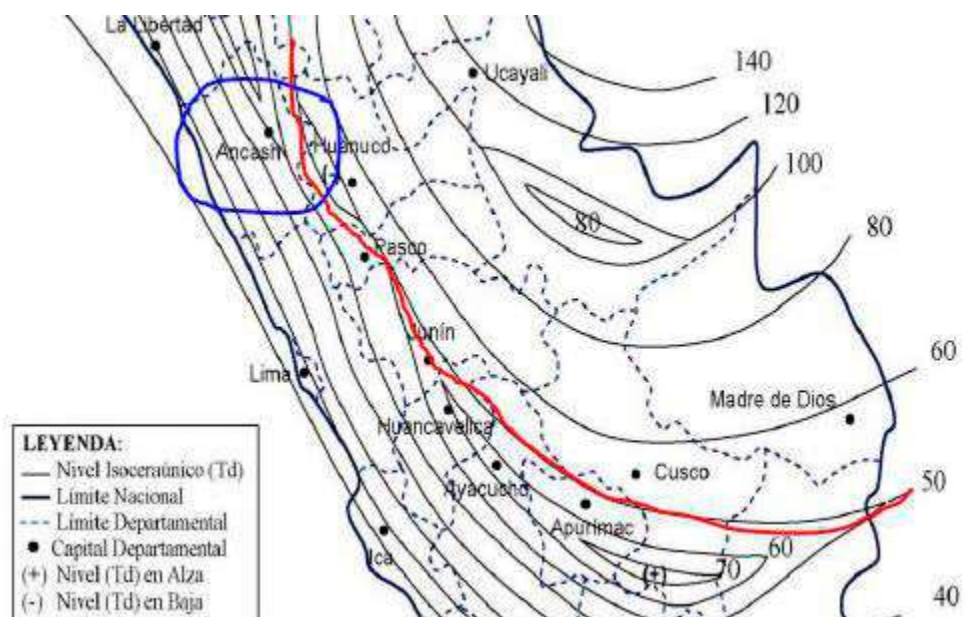 La Libertad
140
Ucayali
120
Ancash
Huánuco
100
80
80
Pasco
Junín
60
Lima
Madre de Dios
Huancavelica
Cusco
50
Ayacucho
Apurimac
60
70
(+)
Ica
40
LEYENDA:
Nivel Isoceraúnico (Td)
Límite Nacional
Límite Departamental
Capital Departamental
(+) Nivel (Td) en Alza
(-) Nivel (Td) en Baja